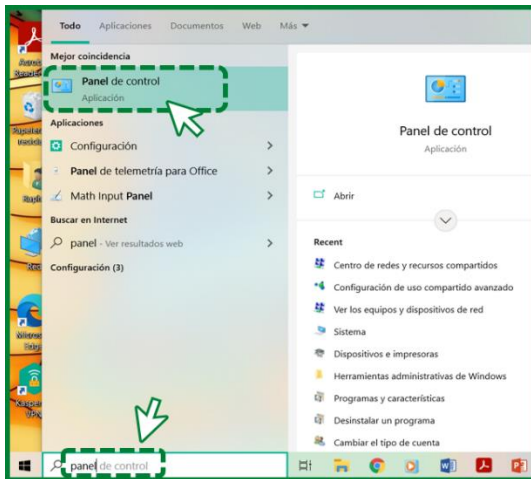 Todo Aplicaciones Documentos Web Más
Mejor coincidencia
Panel de control
Aplicación
Aplicaciones
Configuración
Panel de telemetría para Office
Math Input Panel
Buscar en Internet
panel - Ver resultados web
Configuración (3)
Panel de control
Aplicación
Abrir
Recent
Centro de redes y recursos compartidos
Configuración de uso compartido avanzado
Ver los equipos y dispositivos de red
Sistema
Dispositivos e impresoras
Herramientas administrativas de Windows
Programas y características
Desinstalar un programa
Cambiar el tipo de cuenta
panel de control